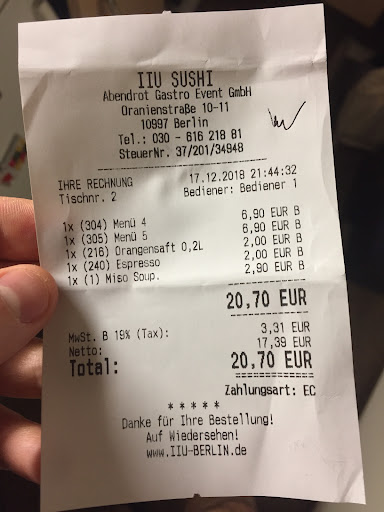 IIU SUSHI
Abendrot Gastro Event GmbH
Oranienstraße 10-11
10997 Berlin
Tel.: 030 - 616 218 81
SteuerNr. 37/201/34948
IHRE RECHNUNG 17.12.2018 21:44:32
Tischnr. 2 Bediener: Bediener 1
1x (304) Menü 4 6,90 EUR B
1x (305) Menü 5 6,90 EUR B
1x (216) Orangensaft 0,2L 2,00 EUR B
1x (240) Espresso 2,00 EUR B
1x (1) Miso Soup. 2,90 EUR B
20,70 EUR
MwSt. B 19% (Tax): 3,31 EUR
Netto: 17,39 EUR
Total: 20,70 EUR
Zahlungsart: EC
* * * * *
Danke für Ihre Bestellung!
Auf Wiedersehen!
www.IIU-BERLIN.de